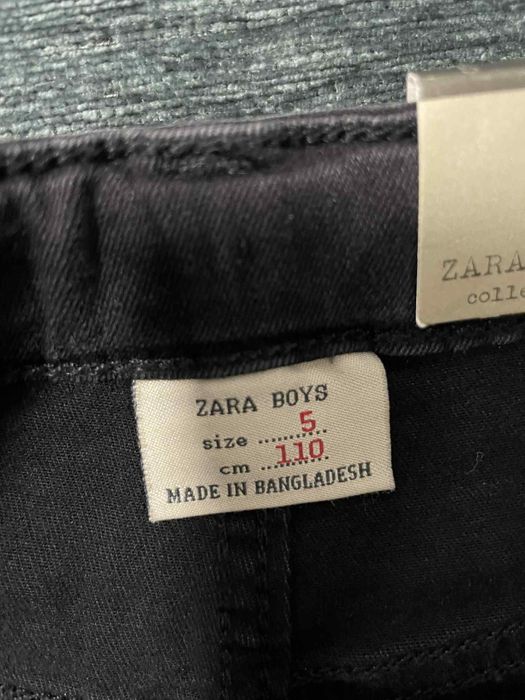 ZARA
colle
ZARA BOYS
size ........... 5
cm ........... 110
MADE IN BANGLADESH